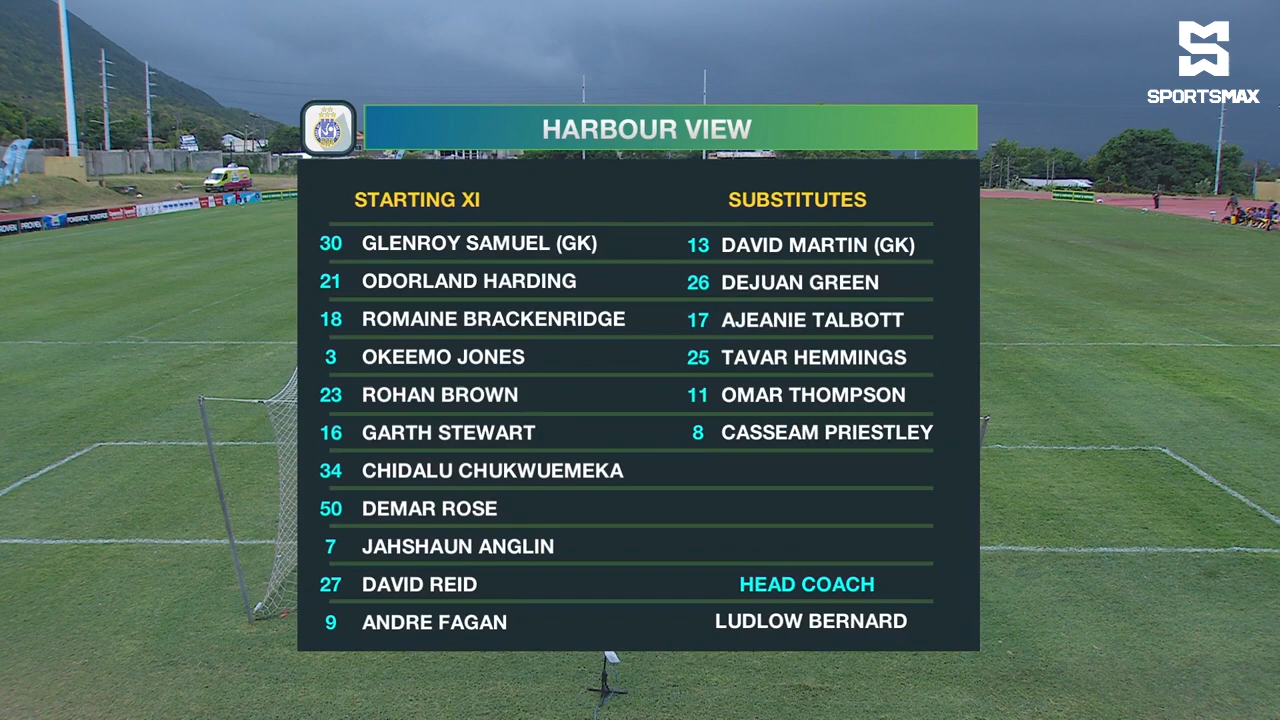 SPORTSMAX
HARBOUR VIEW
STARTING XI
30 GLENROY SAMUEL (GK)
21 ODORLAND HARDING
18 ROMAINE BRACKENRIDGE
3 OKEEMO JONES
23 ROHAN BROWN
16 GARTH STEWART
34 CHIDALU CHUKWUEMEKA
50 DEMAR ROSE
7 JAHSHAUN ANGLIN
27 DAVID REID
9 ANDRE FAGAN
SUBSTITUTES
13 DAVID MARTIN (GK)
26 DEJUAN GREEN
17 AJEANIE TALBOTT
25 TAVAR HEMMINGS
11 OMAR THOMPSON
8 CASSEAM PRIESTLEY
HEAD COACH
LUDLOW BERNARD